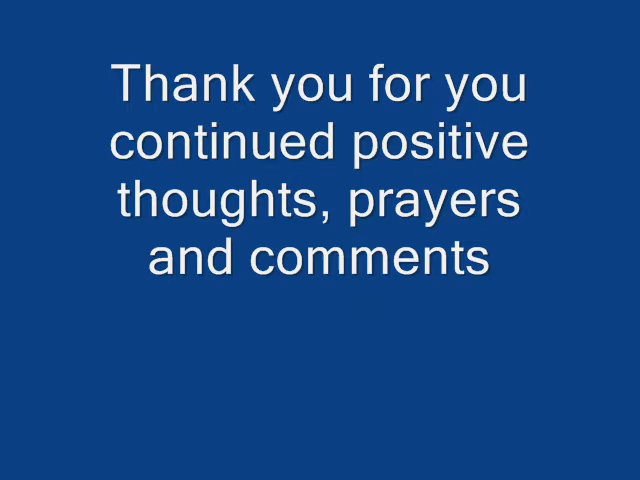 Thank you for you
continued positive
thoughts, prayers
and comments